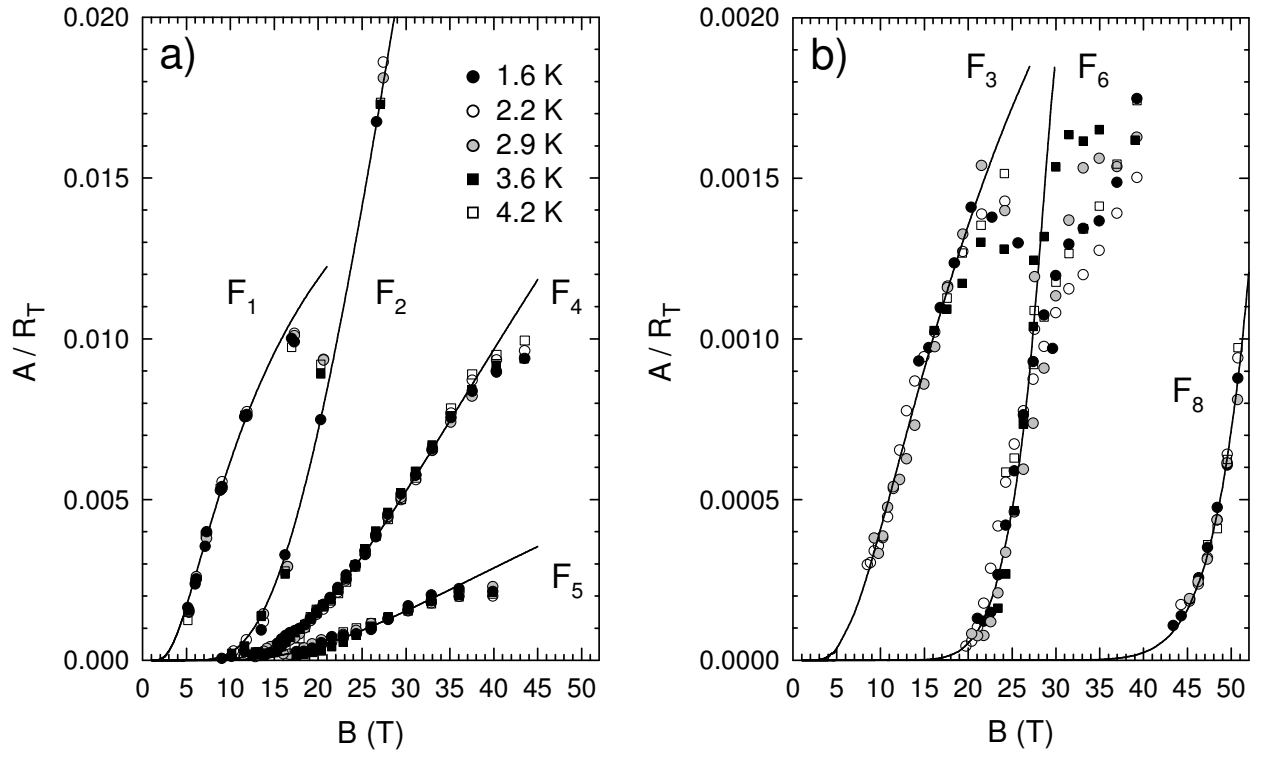 a)
0.020
0.015
0.010
0.005
0.000
A / R_T
1.6 K
2.2 K
2.9 K
3.6 K
4.2 K
F_1
F_2
F_4
F_5
0 5 10 15 20 25 30 35 40 45 50
B (T)
b)
0.0020
0.0015
0.0010
0.0005
0.0000
A / R_T
F_3
F_6
F_8
0 5 10 15 20 25 30 35 40 45 50
B (T)